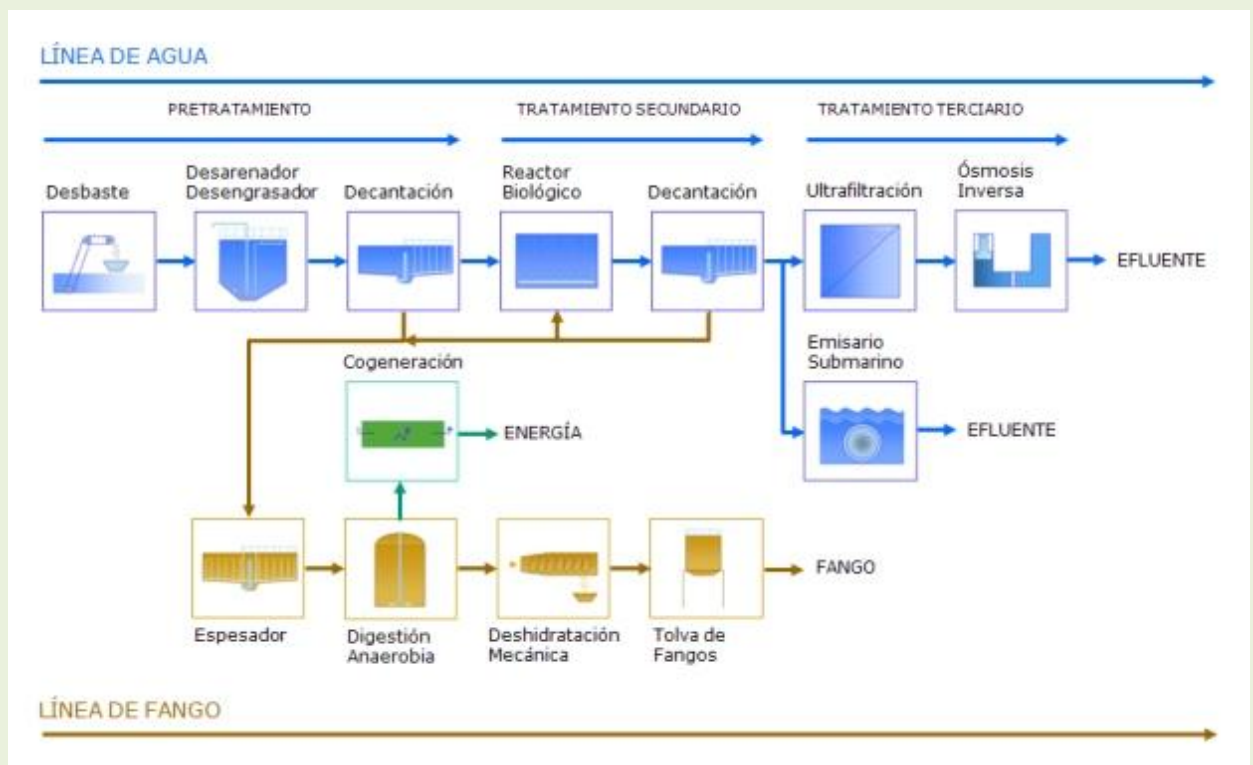 LÍNEA DE AGUA
PRETRATAMIENTO
TRATAMIENTO SECUNDARIO
TRATAMIENTO TERCIARIO
Desbaste
Desarenador
Desengrasador
Decantación
Reactor
Biológico
Decantación
Ultrafiltración
Ósmosis
Inversa
EFLUENTE
Emisario
Submarino
EFLUENTE
Cogeneración
ENERGÍA
FANGO
Espesador
Digestión
Anaerobia
Deshidratación
Mecánica
Tolva de
Fangos
LÍNEA DE FANGO